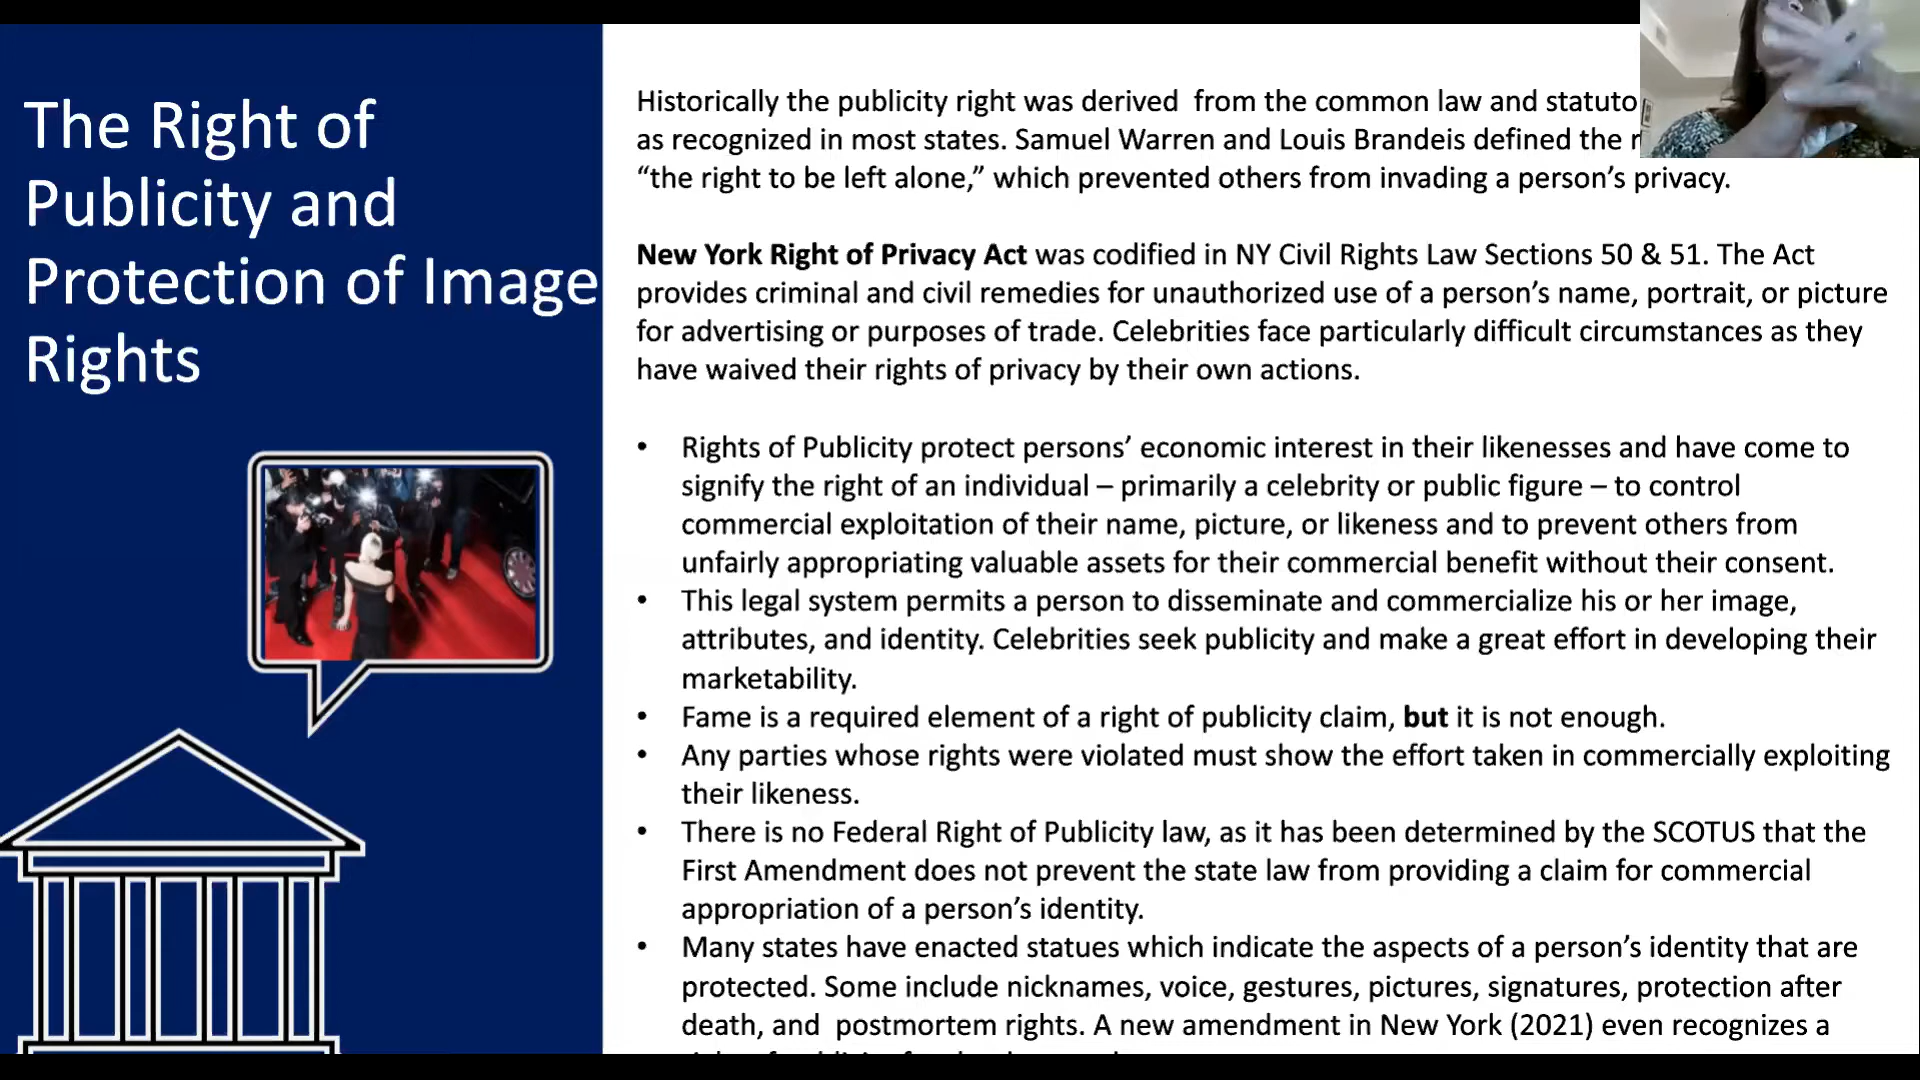 The Right of
Publicity and
Protection of Image
Rights
Historically the publicity right was derived from the common law and statuto
as recognized in most states. Samuel Warren and Louis Brandeis defined the r
“the right to be left alone,” which prevented others from invading a person’s privacy.
New York Right of Privacy Act was codified in NY Civil Rights Law Sections 50 & 51. The Act
provides criminal and civil remedies for unauthorized use of a person’s name, portrait, or picture
for advertising or purposes of trade. Celebrities face particularly difficult circumstances as they
have waived their rights of privacy by their own actions.
• Rights of Publicity protect persons’ economic interest in their likenesses and have come to
signify the right of an individual – primarily a celebrity or public figure – to control
commercial exploitation of their name, picture, or likeness and to prevent others from
unfairly appropriating valuable assets for their commercial benefit without their consent.
• This legal system permits a person to disseminate and commercialize his or her image,
attributes, and identity. Celebrities seek publicity and make a great effort in developing their
marketability.
• Fame is a required element of a right of publicity claim, but it is not enough.
• Any parties whose rights were violated must show the effort taken in commercially exploiting
their likeness.
• There is no Federal Right of Publicity law, as it has been determined by the SCOTUS that the
First Amendment does not prevent the state law from providing a claim for commercial
appropriation of a person’s identity.
• Many states have enacted statues which indicate the aspects of a person’s identity that are
protected. Some include nicknames, voice, gestures, pictures, signatures, protection after
death, and postmortem rights. A new amendment in New York (2021) even recognizes a